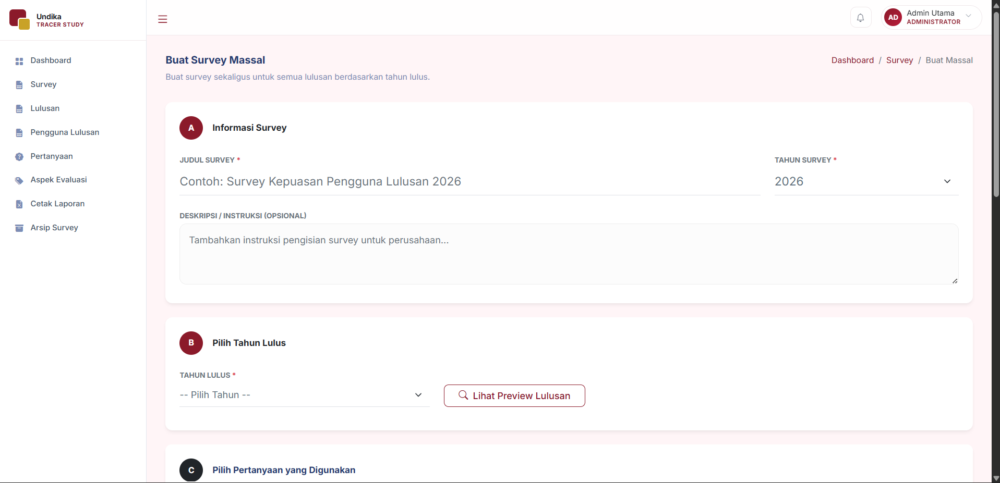 Undika
TRACER STUDY
AD
Admin Utama
ADMINISTRATOR
Dashboard
Survey
Lulusan
Pengguna Lulusan
Pertanyaan
Aspek Evaluasi
Cetak Laporan
Arsip Survey
Buat Survey Massal
Dashboard / Survey / Buat Massal
Buat survey sekaligus untuk semua lulusan berdasarkan tahun lulus.
A Informasi Survey
JUDUL SURVEY *
TAHUN SURVEY *
Contoh: Survey Kepuasan Pengguna Lulusan 2026
2026
DESKRIPSI / INSTRUKSI (OPSIONAL)
Tambahkan instruksi pengisian survey untuk perusahaan...
B Pilih Tahun Lulus
TAHUN LULUS *
-- Pilih Tahun --
Lihat Preview Lulusan
C Pilih Pertanyaan yang Digunakan